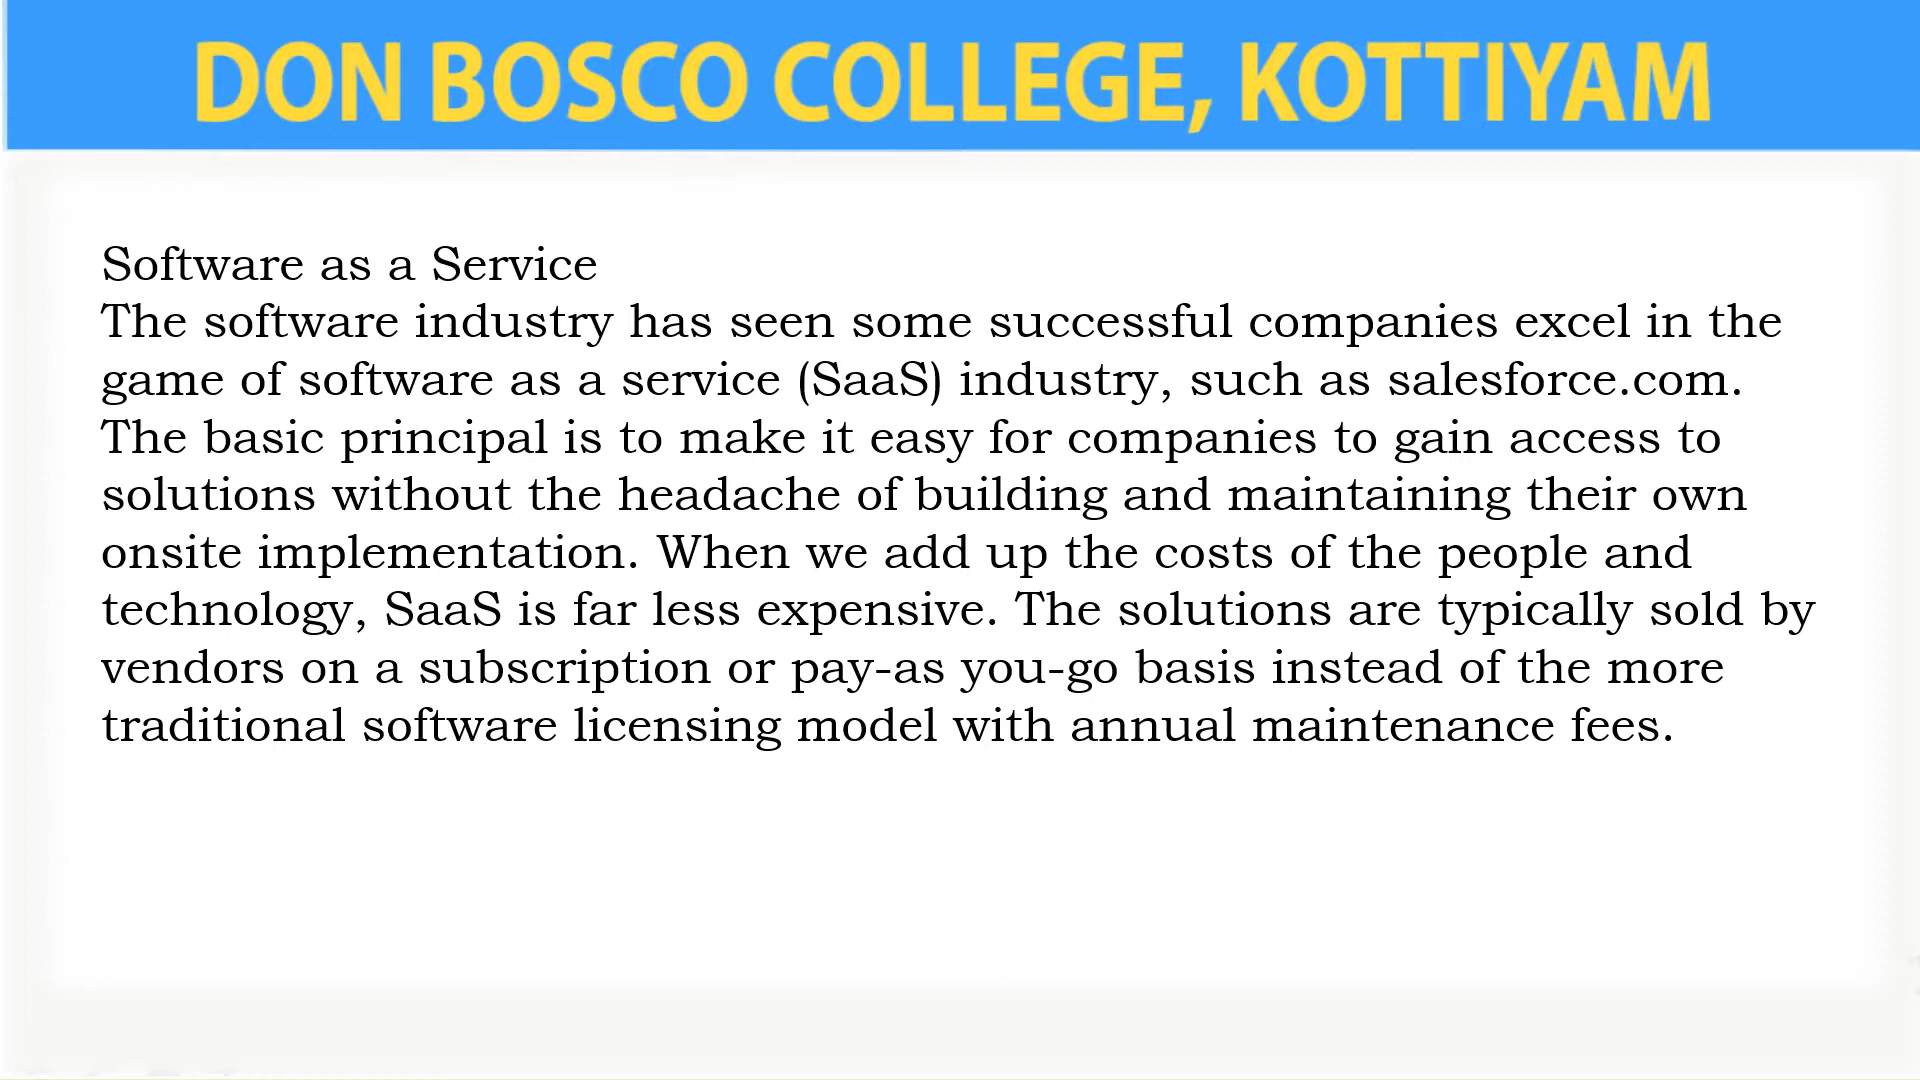 DON BOSCO COLLEGE, KOTTIYAM
Software as a Service
The software industry has seen some successful companies excel in the
game of software as a service (SaaS) industry, such as salesforce.com.
The basic principal is to make it easy for companies to gain access to
solutions without the headache of building and maintaining their own
onsite implementation. When we add up the costs of the people and
technology, SaaS is far less expensive. The solutions are typically sold by
vendors on a subscription or pay-as you-go basis instead of the more
traditional software licensing model with annual maintenance fees.